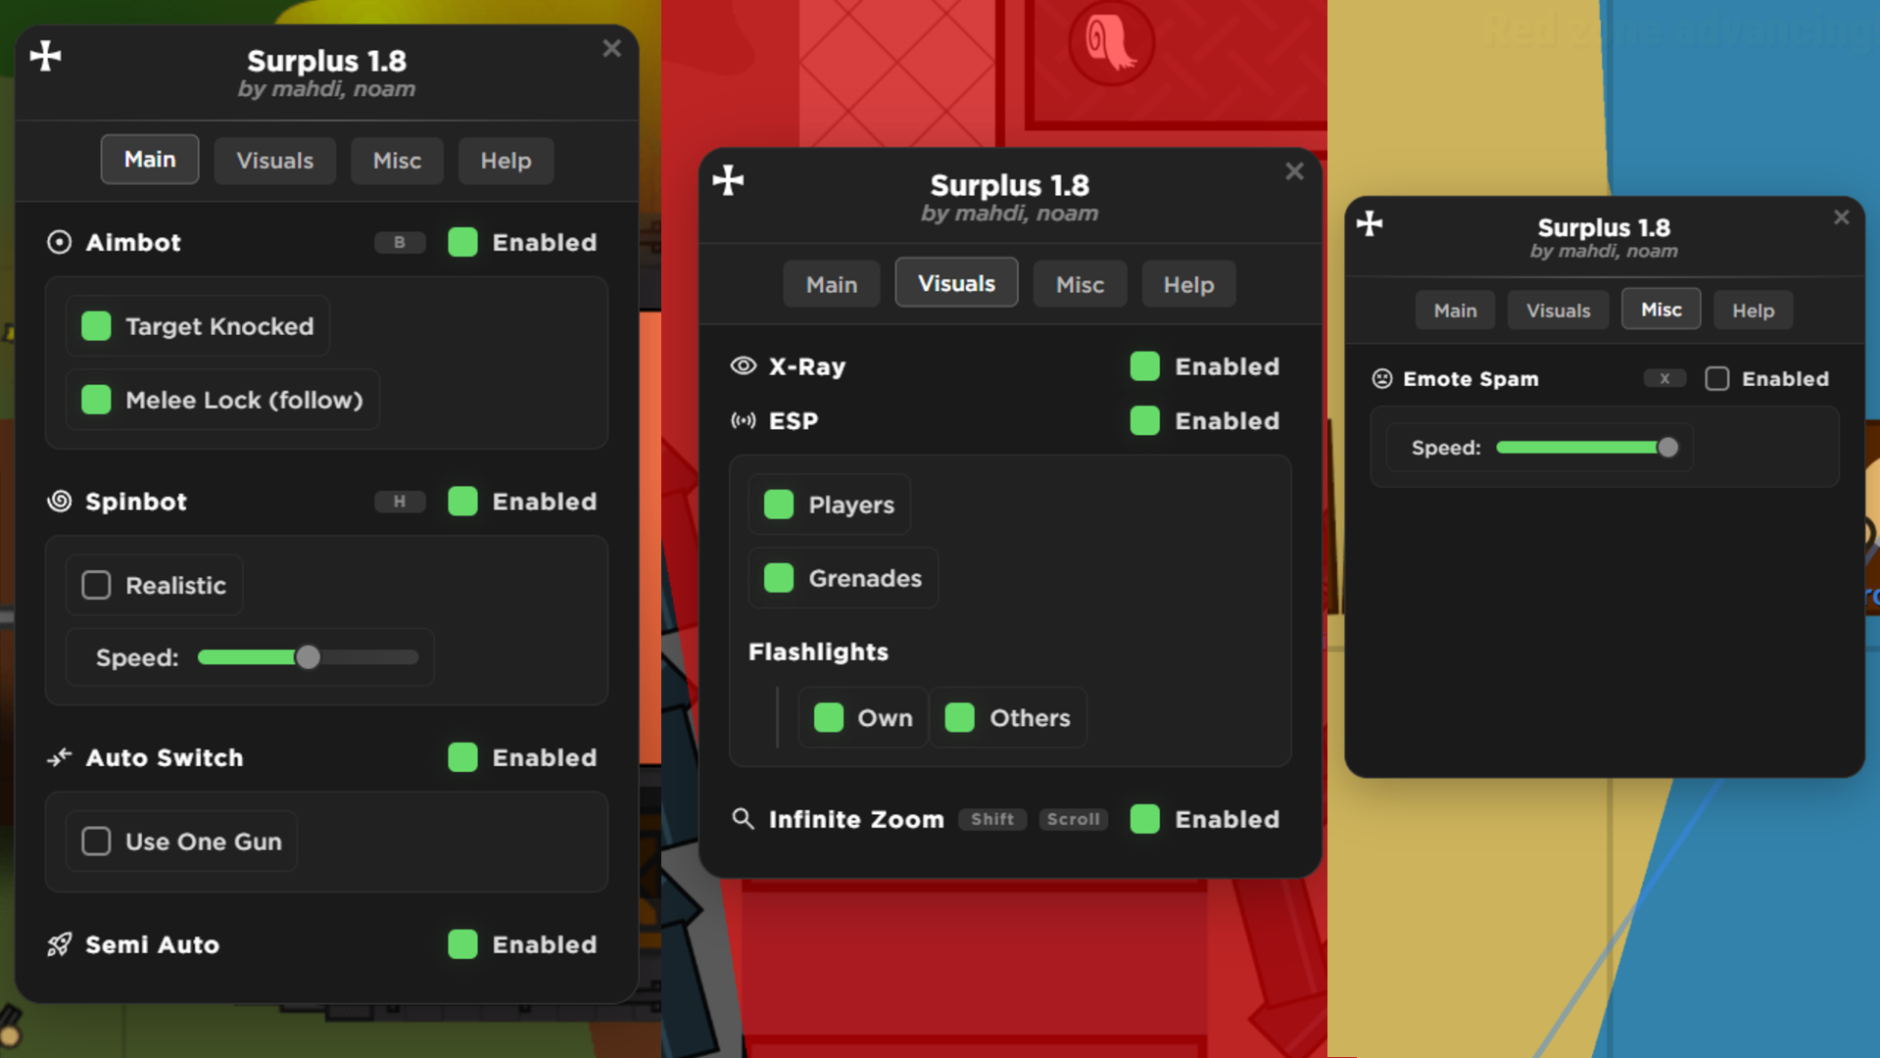 Surplus 1.8
by mahdi, noam
Main Visuals Misc Help
Aimbot B Enabled
Target Knocked
Melee Lock (follow)
Spinbot H Enabled
Realistic
Speed:
Auto Switch Enabled
Use One Gun
Semi Auto Enabled
Surplus 1.8
by mahdi, noam
Main Visuals Misc Help
X-Ray Enabled
ESP Enabled
Players
Grenades
Flashlights
Own Others
Infinite Zoom Shift Scroll Enabled
Red zone advancing
Surplus 1.8
by mahdi, noam
Main Visuals Misc Help
Emote Spam X Enabled
Speed: